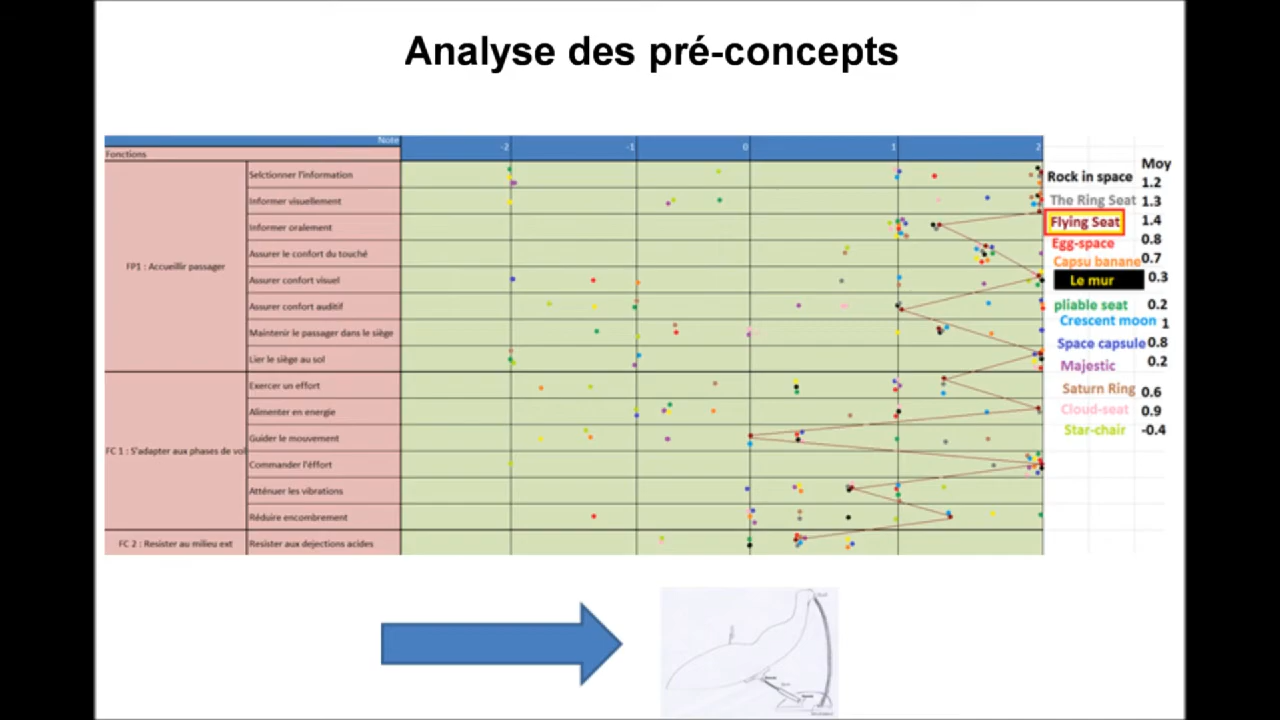 Analyse des pré-concepts
Note
-2 -1 0 1 2
Fonctions
FP1 : Accueillir passager
Selctionner l'information
Informer visuellement
Informer oralement
Assurer le confort du touché
Assurer confort visuel
Assurer confort auditif
Maintenir le passager dans le siège
Lier le siège au sol
FC 1 : S'adapter aux phases de vol
Exercer un effort
Alimenter en energie
Guider le mouvement
Commander l'éffort
Atténuer les vibrations
Réduire encombrement
FC 2 : Resister au milieu ext
Resister aux dejections acides
Moy
Rock in space 1.2
The Ring Seat 1.3
Flying Seat 1.4
Egg-space 0.8
Capsu banane 0.7
Le mur 0.3
pliable seat 0.2
Crescent moon 1
Space capsule 0.8
Majestic 0.2
Saturn Ring 0.6
Cloud-seat 0.9
Star-chair -0.4